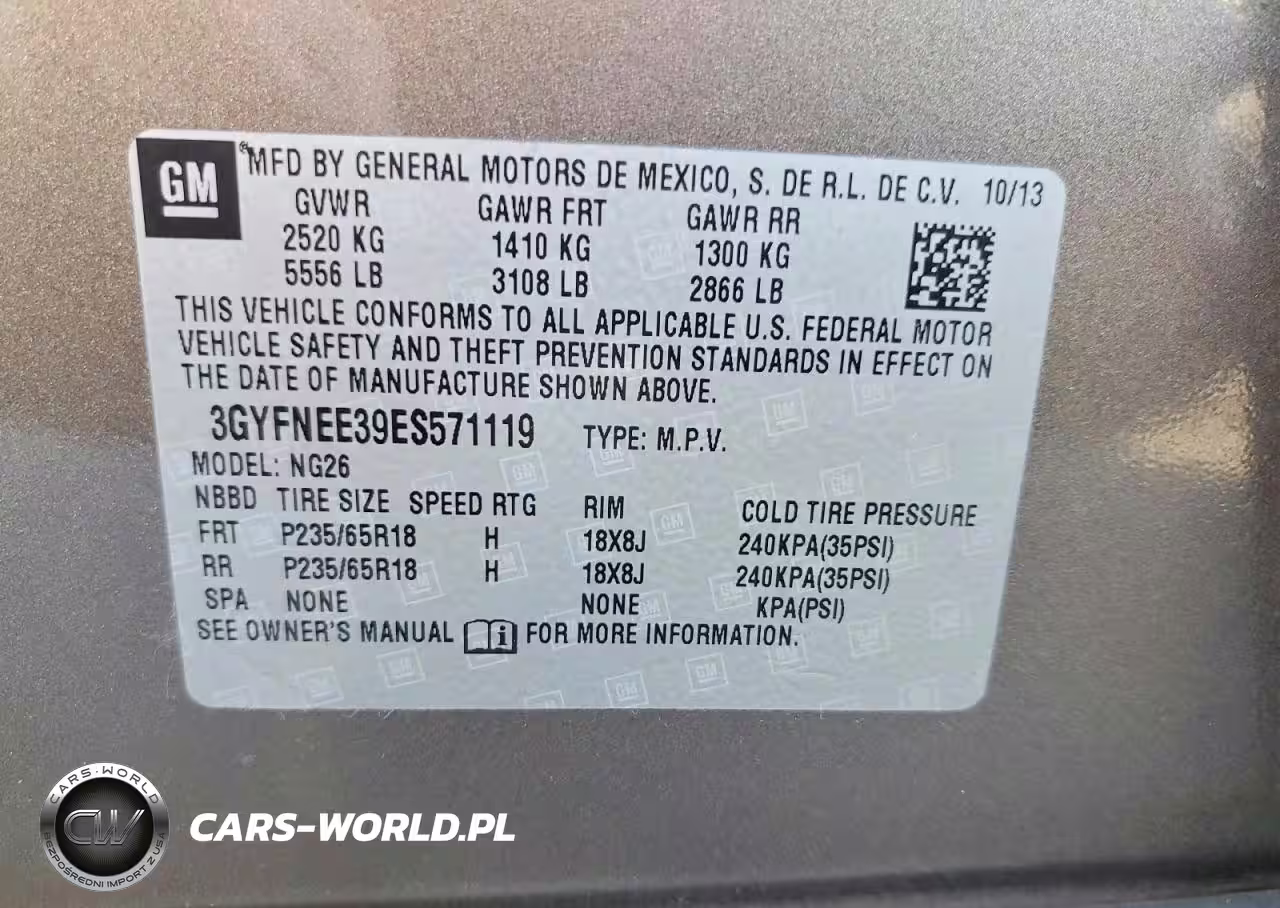 GM
® MFD BY GENERAL MOTORS DE MEXICO, S. DE R.L. DE C.V. 10/13
GVWR GAWR FRT GAWR RR
2520 KG 1410 KG 1300 KG
5556 LB 3108 LB 2866 LB
THIS VEHICLE CONFORMS TO ALL APPLICABLE U.S. FEDERAL MOTOR
VEHICLE SAFETY AND THEFT PREVENTION STANDARDS IN EFFECT ON
THE DATE OF MANUFACTURE SHOWN ABOVE.
3GYFNEE39ES571119 TYPE: M.P.V.
MODEL: NG26
NBBD TIRE SIZE SPEED RTG RIM COLD TIRE PRESSURE
FRT P235/65R18 H 18X8J 240KPA(35PSI)
RR P235/65R18 H 18X8J 240KPA(35PSI)
SPA NONE NONE KPA(PSI)
SEE OWNER'S MANUAL i FOR MORE INFORMATION.
CARS-WORLD
CW
BEZPOŚREDNI IMPORT Z USA
CARS-WORLD.PL